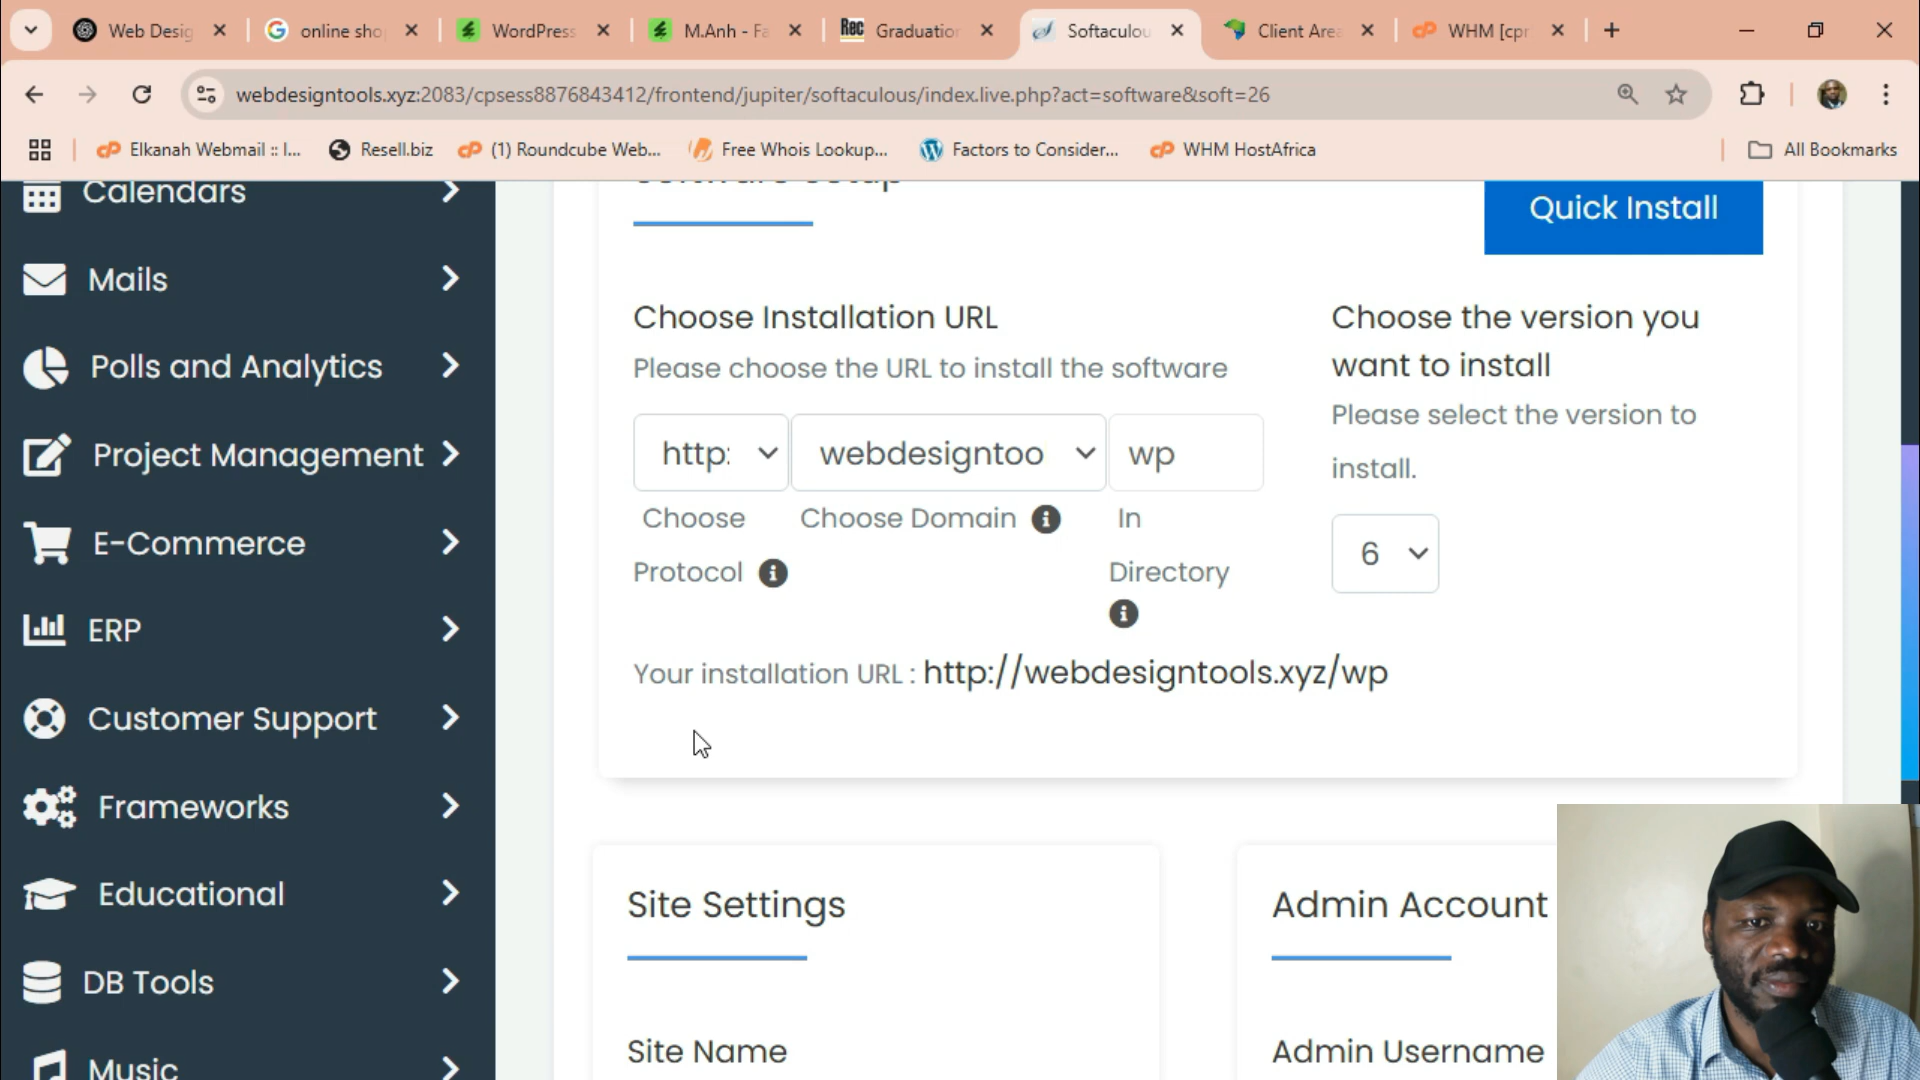 Web Desig
online sho
WordPress
M.Anh - Fa
Rec
Graduation
Softaculou
Client Area
WHM [cpr
webdesigntools.xyz:2083/cpsess8876843412/frontend/jupiter/softaculous/index.live.php?act=software&soft=26
Elkanah Webmail :: I...
Resell.biz
(1) Roundcube Web...
Free Whois Lookup...
Factors to Consider...
WHM HostAfrica
All Bookmarks
Calendars
Mails
Polls and Analytics
Project Management
E-Commerce
ERP
Customer Support
Frameworks
Educational
DB Tools
Music
Software Setup
Quick Install
Choose Installation URL
Please choose the URL to install the software
http:
webdesigntoo
wp
Choose
Protocol
Choose Domain
In
Directory
Your installation URL : http://webdesigntools.xyz/wp
Choose the version you
want to install
Please select the version to
install.
6
Site Settings
Site Name
Admin Account
Admin Username